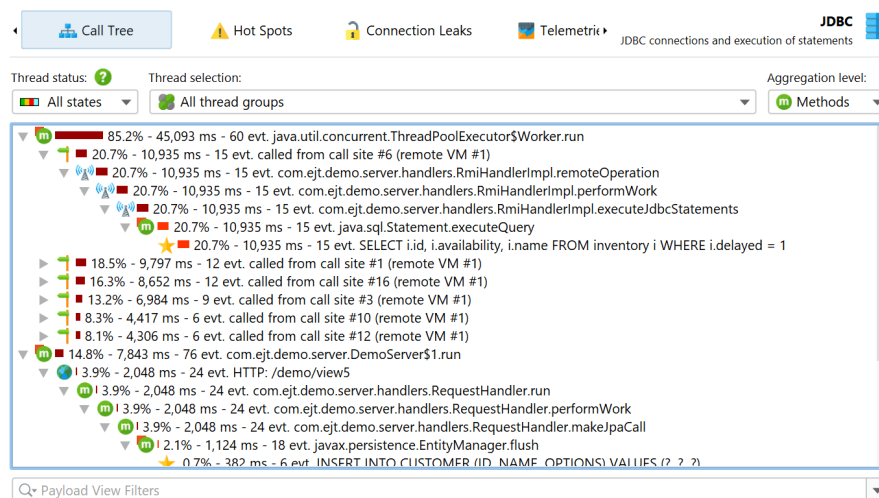 Call Tree
Hot Spots
Connection Leaks
Telemetrie
JDBC
JDBC connections and execution of statements
Thread status:
Thread selection:
Aggregation level:
All states
All thread groups
Methods
85.2% - 45,093 ms - 60 evt. java.util.concurrent.ThreadPoolExecutor$Worker.run
20.7% - 10,935 ms - 15 evt. called from call site #6 (remote VM #1)
20.7% - 10,935 ms - 15 evt. com.ejt.demo.server.handlers.RmiHandlerImpl.remoteOperation
20.7% - 10,935 ms - 15 evt. com.ejt.demo.server.handlers.RmiHandlerImpl.performWork
20.7% - 10,935 ms - 15 evt. com.ejt.demo.server.handlers.RmiHandlerImpl.executeJdbcStatements
20.7% - 10,935 ms - 15 evt. java.sql.Statement.executeQuery
20.7% - 10,935 ms - 15 evt. SELECT i.id, i.availability, i.name FROM inventory i WHERE i.delayed = 1
18.5% - 9,797 ms - 12 evt. called from call site #1 (remote VM #1)
16.3% - 8,652 ms - 12 evt. called from call site #16 (remote VM #1)
13.2% - 6,984 ms - 9 evt. called from call site #3 (remote VM #1)
8.3% - 4,417 ms - 6 evt. called from call site #10 (remote VM #1)
8.1% - 4,306 ms - 6 evt. called from call site #12 (remote VM #1)
14.8% - 7,843 ms - 76 evt. com.ejt.demo.server.DemoServer$1.run
3.9% - 2,048 ms - 24 evt. HTTP: /demo/view5
3.9% - 2,048 ms - 24 evt. com.ejt.demo.server.handlers.RequestHandler.run
3.9% - 2,048 ms - 24 evt. com.ejt.demo.server.handlers.RequestHandler.performWork
3.9% - 2,048 ms - 24 evt. com.ejt.demo.server.handlers.RequestHandler.makeJpaCall
2.1% - 1,124 ms - 18 evt. javax.persistence.EntityManager.flush
0.7% - 382 ms - 6 evt. INSERT INTO CUSTOMER (ID, NAME, OPTIONS) VALUES (?, ?, ?)
Payload View Filters